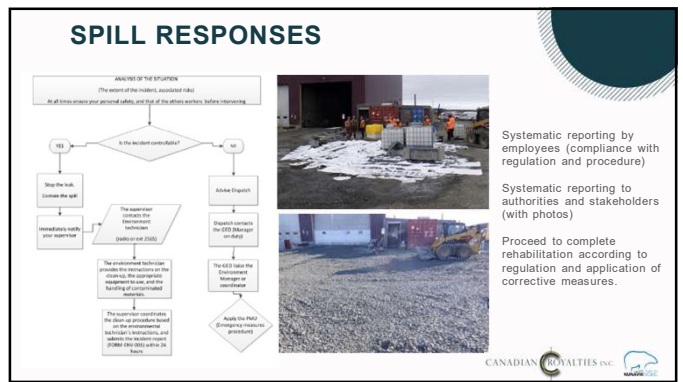 SPILL RESPONSES
ANALYSIS OF THE SITUATION
(The extent of the incident, associated risks)
At all times ensure your personal safety, and that of the others workers before intervening
Is the incident controllable?
YES
NO
Stop the leak.
Contain the spill
Immediately notify
your supervisor
The supervisor
contacts the
Environment
technician
(radio or ext 2505)
The environment technician
provides the instructions on the
clean-up, the appropriate
equipment to use, and the
handling of contaminated
materials.
The supervisor coordinates
the clean-up procedure based
on the environmental
technician's instructions, and
submits the incident report
(FORM-ENV-001) within 24
hours
Advise Dispatch
Dispatch contacts
the GEO (Manager
on duty)
The GEO
the Environment
Manager or
coordinator
Apply the PMU
(Emergency measures
procedure)
Systematic reporting by
employees (compliance with
regulation and procedure)
Systematic reporting to
authorities and stakeholders
(with photos)
Proceed to complete
rehabilitation according to
regulation and application of
corrective measures.
CANADIAN ROYALTIES INC.